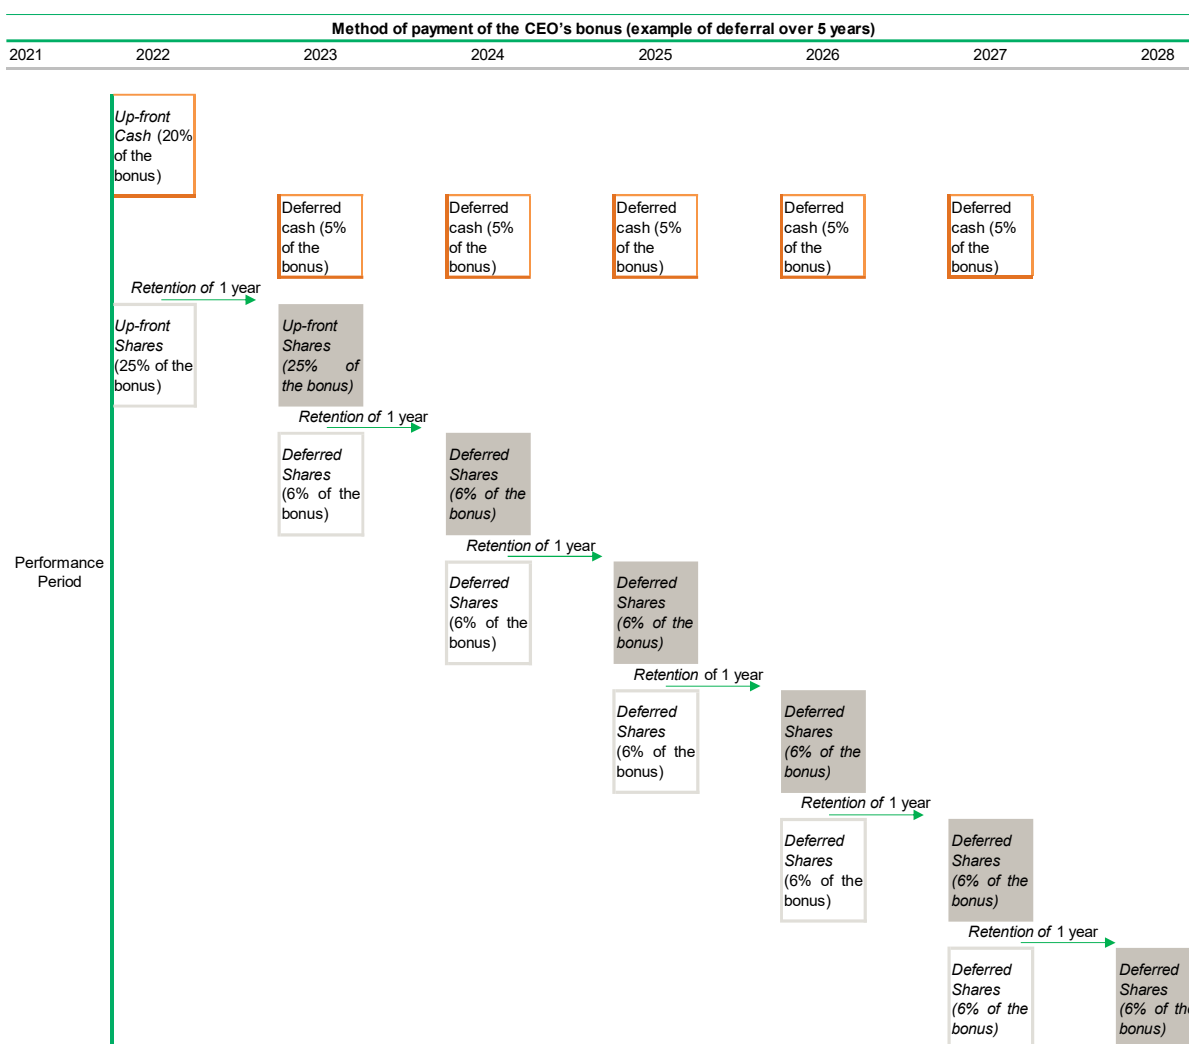 Method of payment of the CEO's bonus (example of deferral over 5 years)
2021 2022 2023 2024 2025 2026 2027 2028
Up-front
Cash (20%
of the
bonus)
Deferred
cash (5%
of the
bonus)
Deferred
cash (5%
of the
bonus)
Deferred
cash (5%
of the
bonus)
Deferred
cash (5%
of the
bonus)
Deferred
cash (5%
of the
bonus)
Retention of 1 year
Up-front
Shares
(25% of the
bonus)
Up-front
Shares
(25% of
the bonus)
Retention of 1 year
Deferred
Shares
(6% of the
bonus)
Deferred
Shares
(6% of the
bonus)
Retention of 1 year
Performance
Period
Deferred
Shares
(6% of the
bonus)
Deferred
Shares
(6% of the
bonus)
Retention of 1 year
Deferred
Shares
(6% of the
bonus)
Deferred
Shares
(6% of the
bonus)
Retention of 1 year
Deferred
Shares
(6% of the
bonus)
Deferred
Shares
(6% of the
bonus)
Retention of 1 year
Deferred
Shares
(6% of the
bonus)
Deferred
Shares
(6% of the
bonus)